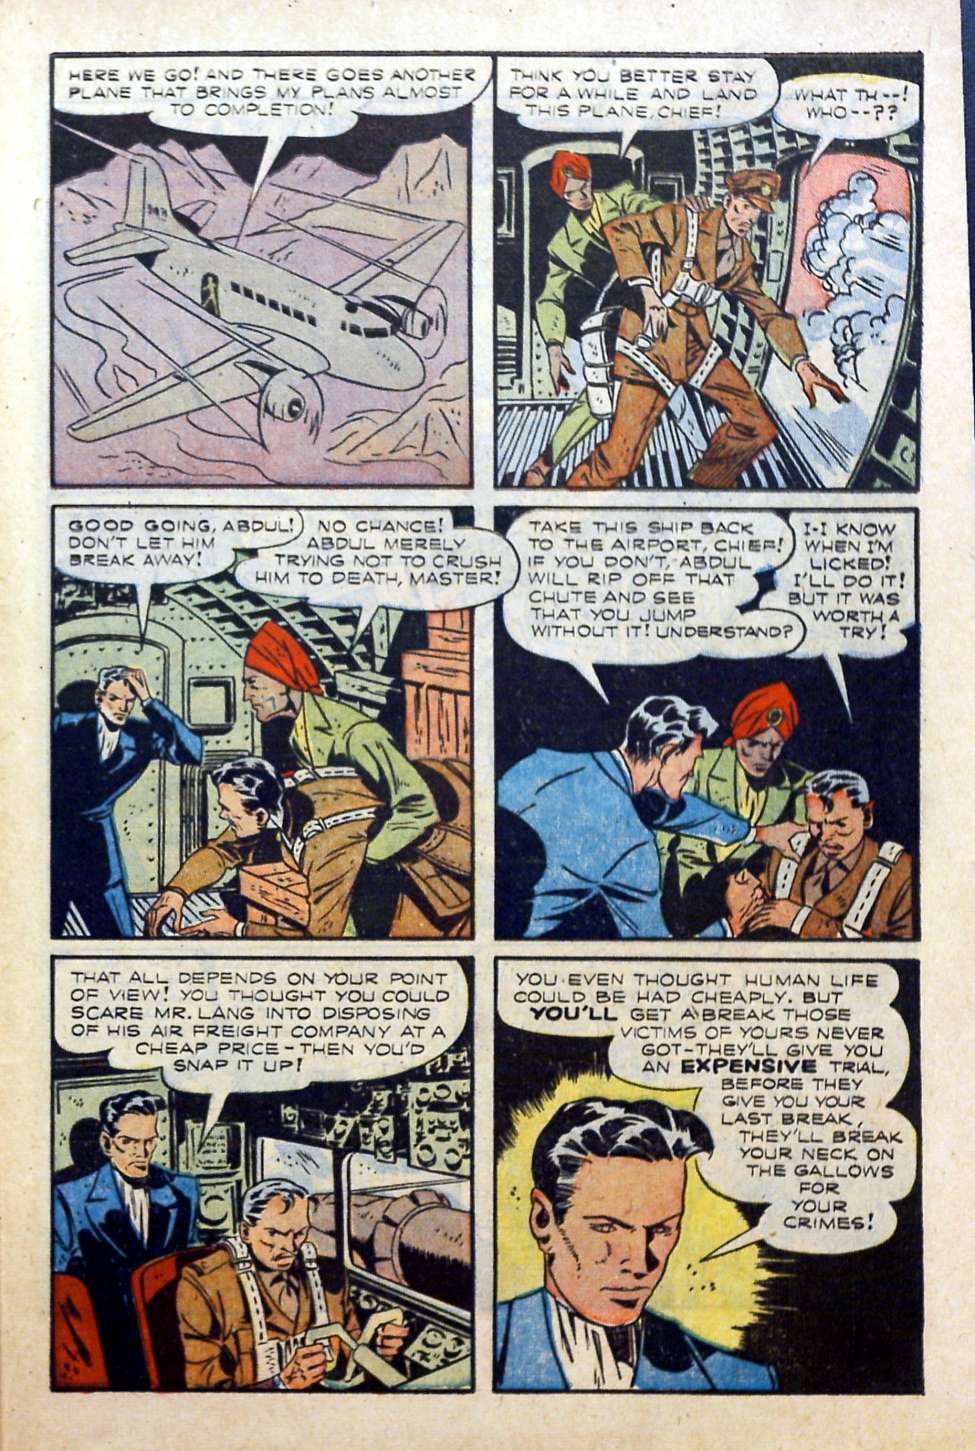 HERE WE GO! AND THERE GOES ANOTHER
PLANE THAT BRINGS MY PLANS ALMOST
TO COMPLETION!
THINK YOU BETTER STAY
FOR A WHILE AND LAND
THIS PLANE, CHIEF!
WHAT TH--!
WHO--??
GOOD GOING, ABDUL!
DON'T LET HIM
BREAK AWAY!
NO CHANCE!
ABDUL MERELY
TRYING NOT TO CRUSH
HIM TO DEATH, MASTER!
TAKE THIS SHIP BACK
TO THE AIRPORT, CHIEF!
IF YOU DON'T, ABDUL
WILL RIP OFF THAT
CHUTE AND SEE
THAT YOU JUMP
WITHOUT IT! UNDERSTAND?
I-I KNOW
WHEN I'M
LICKED!
I'LL DO IT!
BUT IT WAS
WORTH A
TRY!
THAT ALL DEPENDS ON YOUR POINT
OF VIEW! YOU THOUGHT YOU COULD
SCARE MR. LANG INTO DISPOSING
OF HIS AIR FREIGHT COMPANY AT A
CHEAP PRICE-THEN YOU'D
SNAP IT UP!
YOU EVEN THOUGHT HUMAN LIFE
COULD BE HAD CHEAPLY. BUT
YOU'LL GET A BREAK THOSE
VICTIMS OF YOURS NEVER
GOT-THEY'LL GIVE YOU
AN EXPENSIVE TRIAL,
BEFORE THEY
GIVE YOU YOUR
LAST BREAK,
THEY'LL BREAK
YOUR NECK ON
THE GALLOWS
FOR
YOUR
CRIMES!